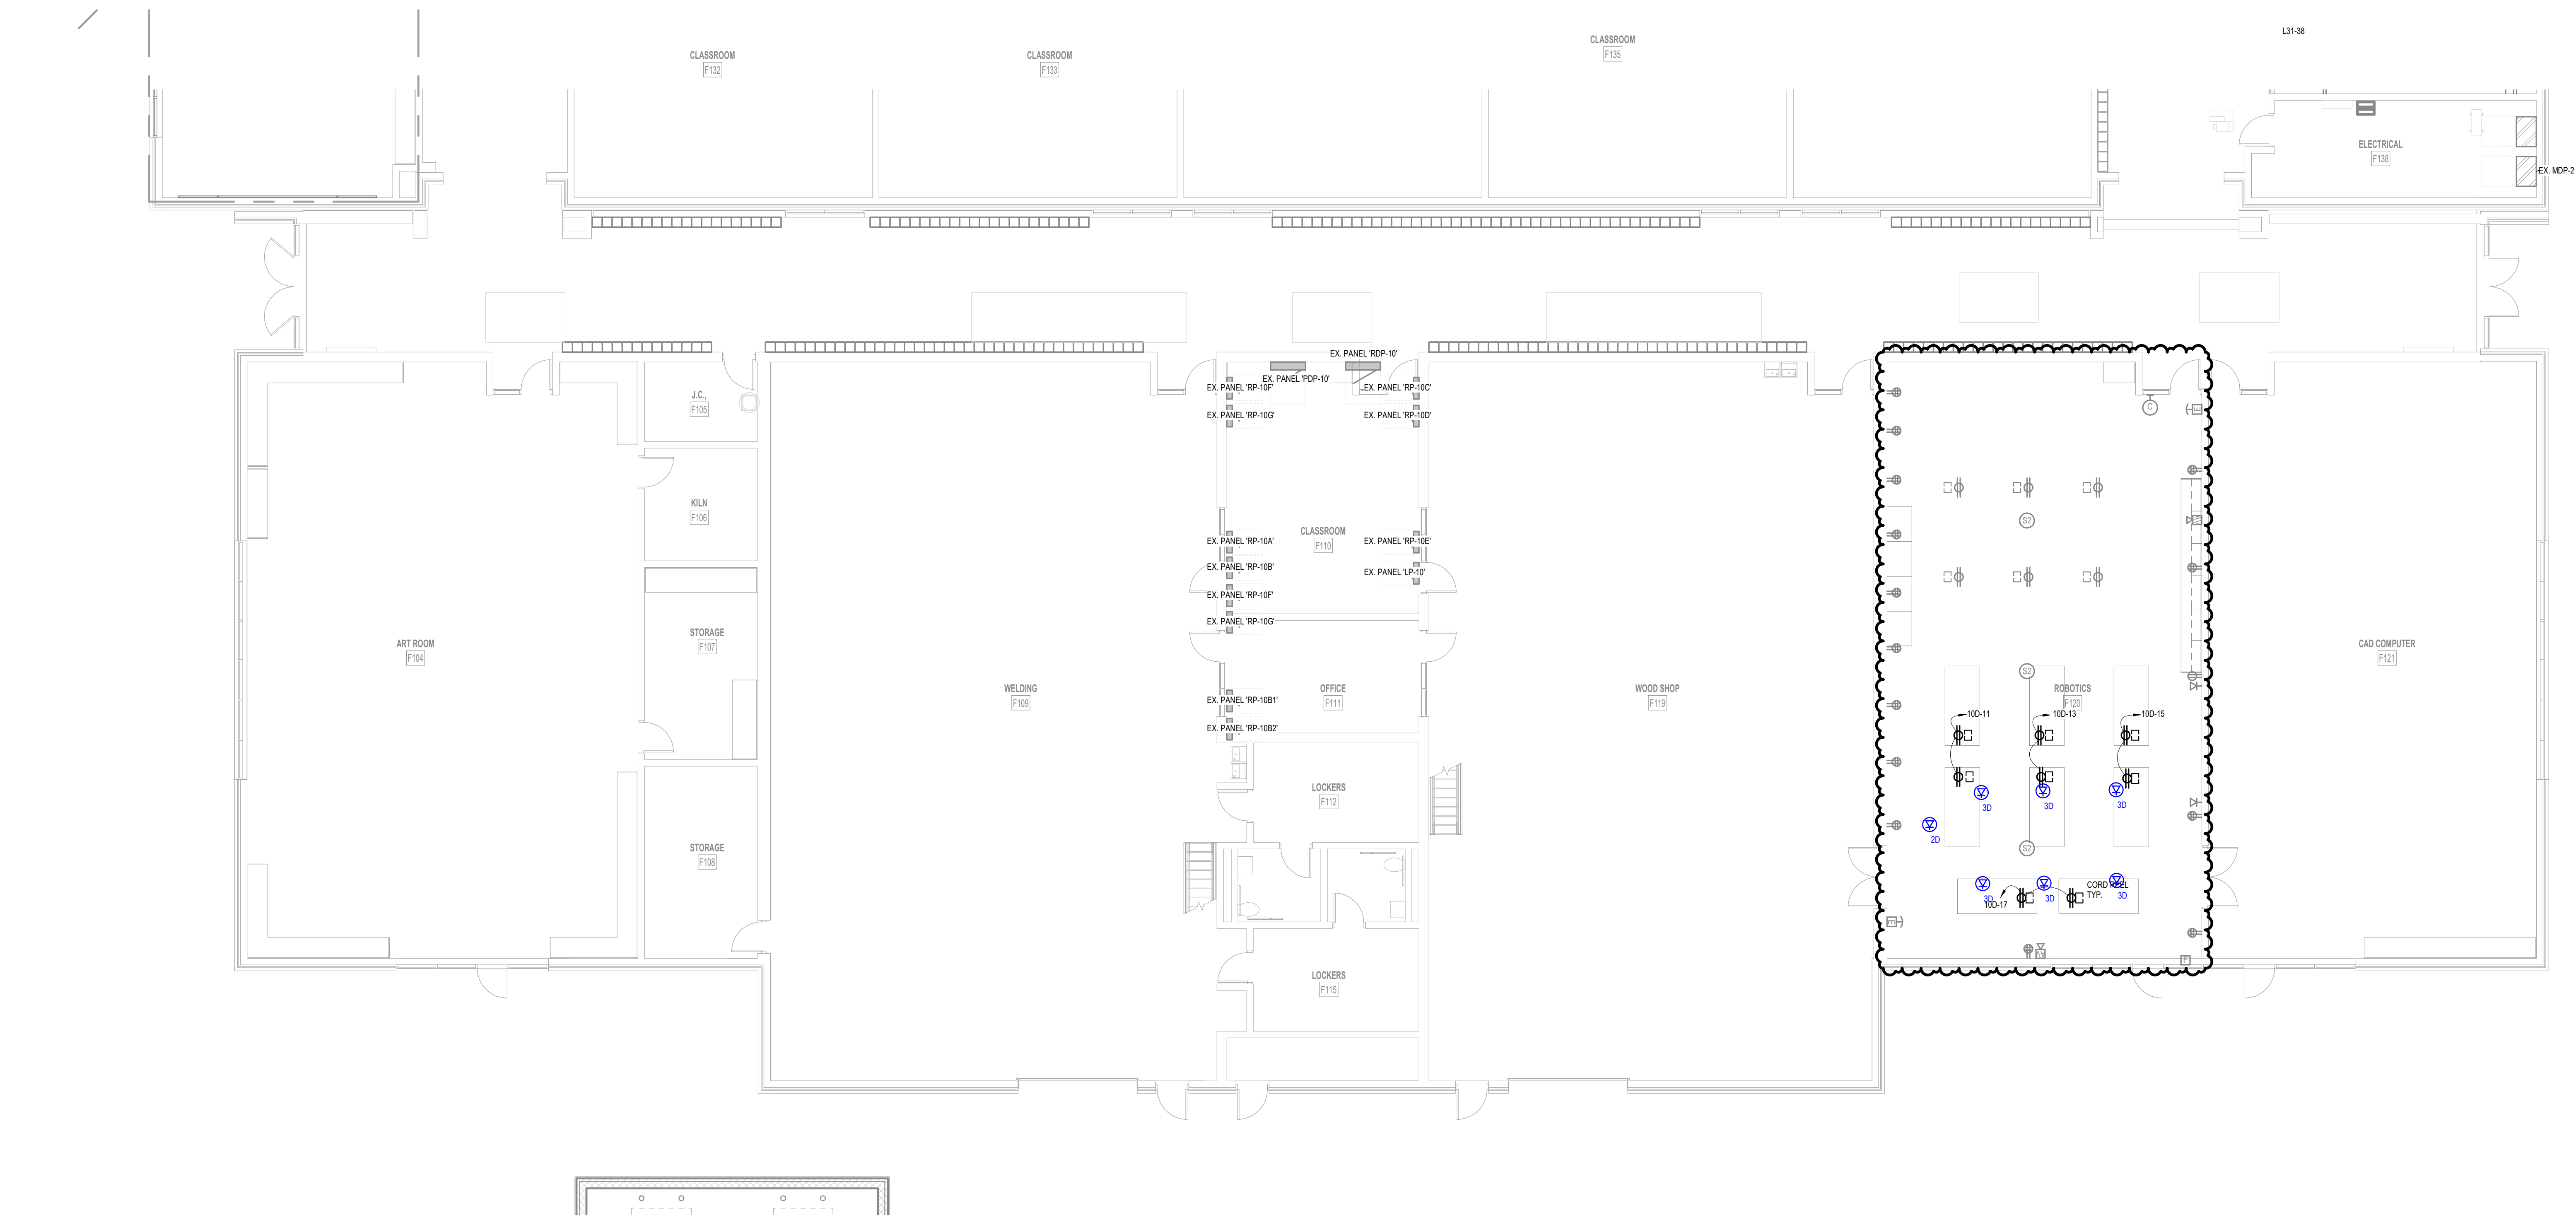 L31-38
CLASSROOM
F132
CLASSROOM
F133
CLASSROOM
F135
ELECTRICAL
F138
EX. MDP-2
EX. PANEL 'RDP-10'
EX. PANEL 'PDP-10'
EX. PANEL 'RP-10F'
EX. PANEL 'RP-10C'
EX. PANEL 'RP-10G'
EX. PANEL 'RP-10D'
J.C.,
F105
C
KILN
F106
CLASSROOM
F110
S2
EX. PANEL 'RP-10A'
EX. PANEL 'RP-10E'
EX. PANEL 'RP-10B'
EX. PANEL 'LP-10'
EX. PANEL 'RP-10F'
EX. PANEL 'RP-10G'
STORAGE
F107
ART ROOM
F104
CAD COMPUTER
F121
S2
WELDING
F109
OFFICE
F111
WOOD SHOP
F119
ROBOTICS
F120
EX. PANEL 'RP-10B1'
EX. PANEL 'RP-10B2'
10D-11
10D-13
10D-15
LOCKERS
F112
3D
3D
3D
2D
STORAGE
F108
S2
CORD REEL
TYP.
3D
3D
3D
10D-17
LOCKERS
F115